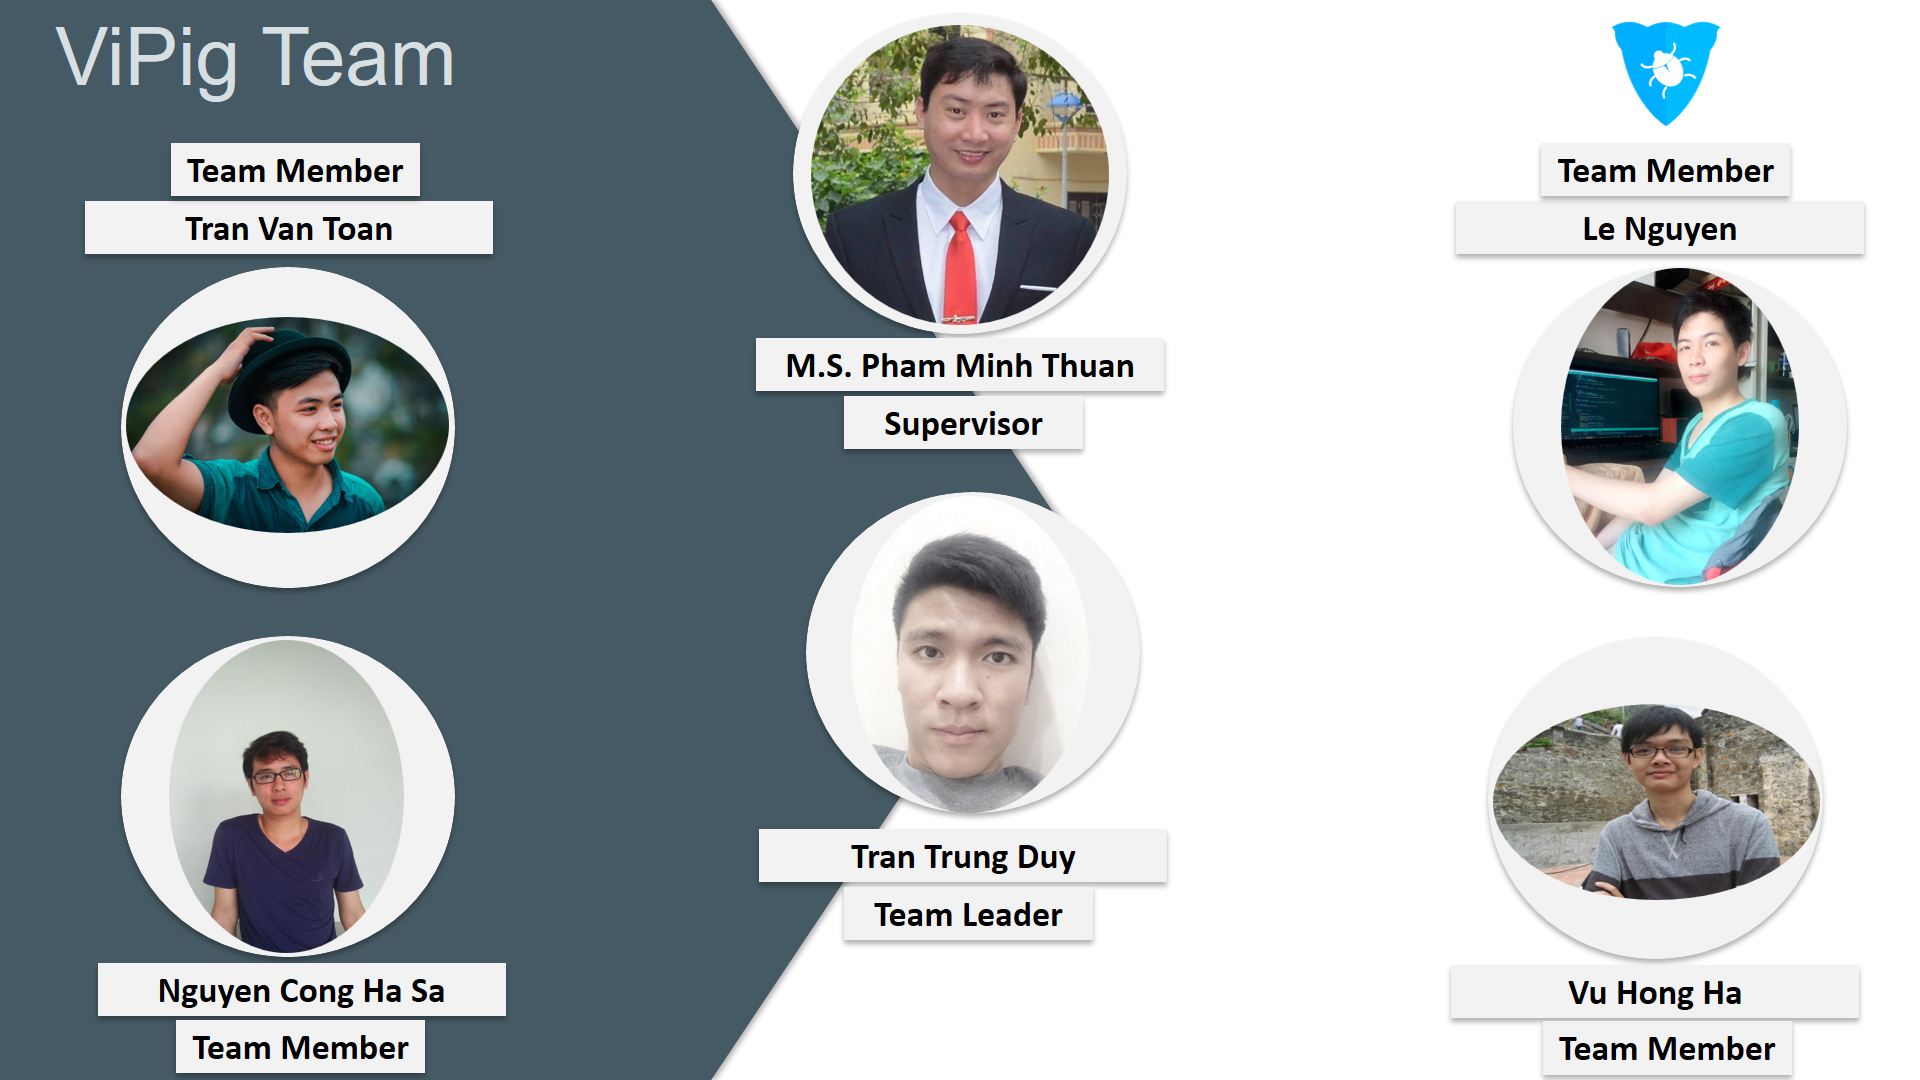 ViPig Team
Team Member
Tran Van Toan
M.S. Pham Minh Thuan
Supervisor
Team Member
Le Nguyen
Tran Trung Duy
Team Leader
Nguyen Cong Ha Sa
Team Member
Vu Hong Ha
Team Member